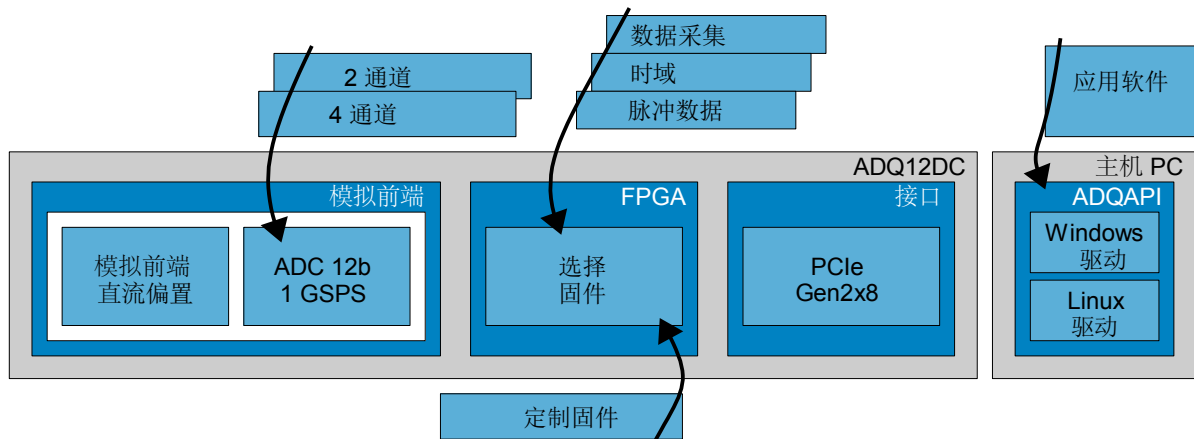 2 通道
4 通道
数据采集
时域
脉冲数据
应用软件
ADQ12DC
主机 PC
模拟前端
FPGA
接口
ADQAPI
模拟前端
直流偏置
ADC 12b
1 GSPS
选择
固件
PCIe
Gen2x8
Windows
驱动
Linux
驱动
定制固件